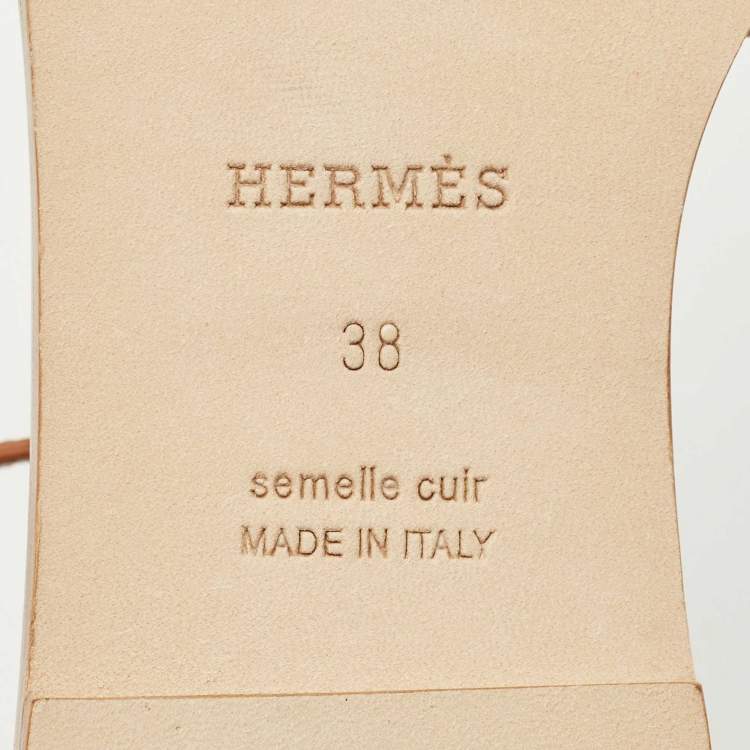 HERMÈS
38
semelle cuir
MADE IN ITALY